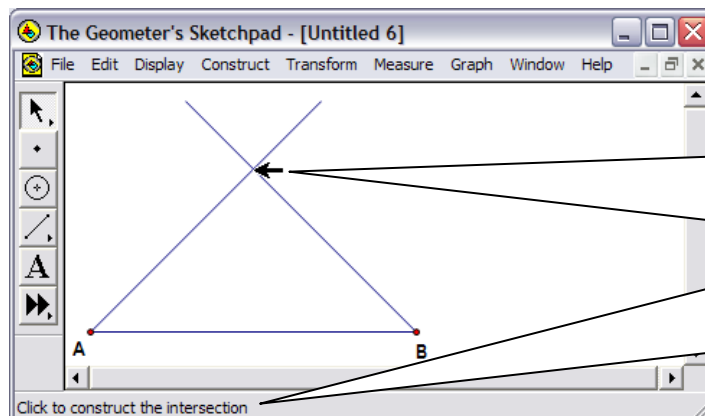 The Geometer's Sketchpad - [Untitled 6]
File Edit Display Construct Transform Measure Graph Window Help
A
A B
Click to construct the intersection